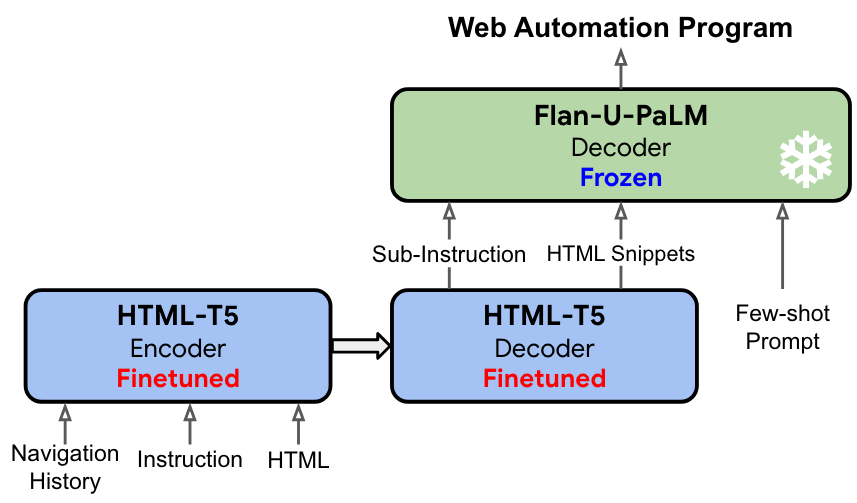 Web Automation Program
Flan-U-PaLM
Decoder
Frozen
Sub-Instruction
HTML Snippets
Few-shot
Prompt
HTML-T5
Encoder
Finetuned
HTML-T5
Decoder
Finetuned
Navigation
History
Instruction
HTML